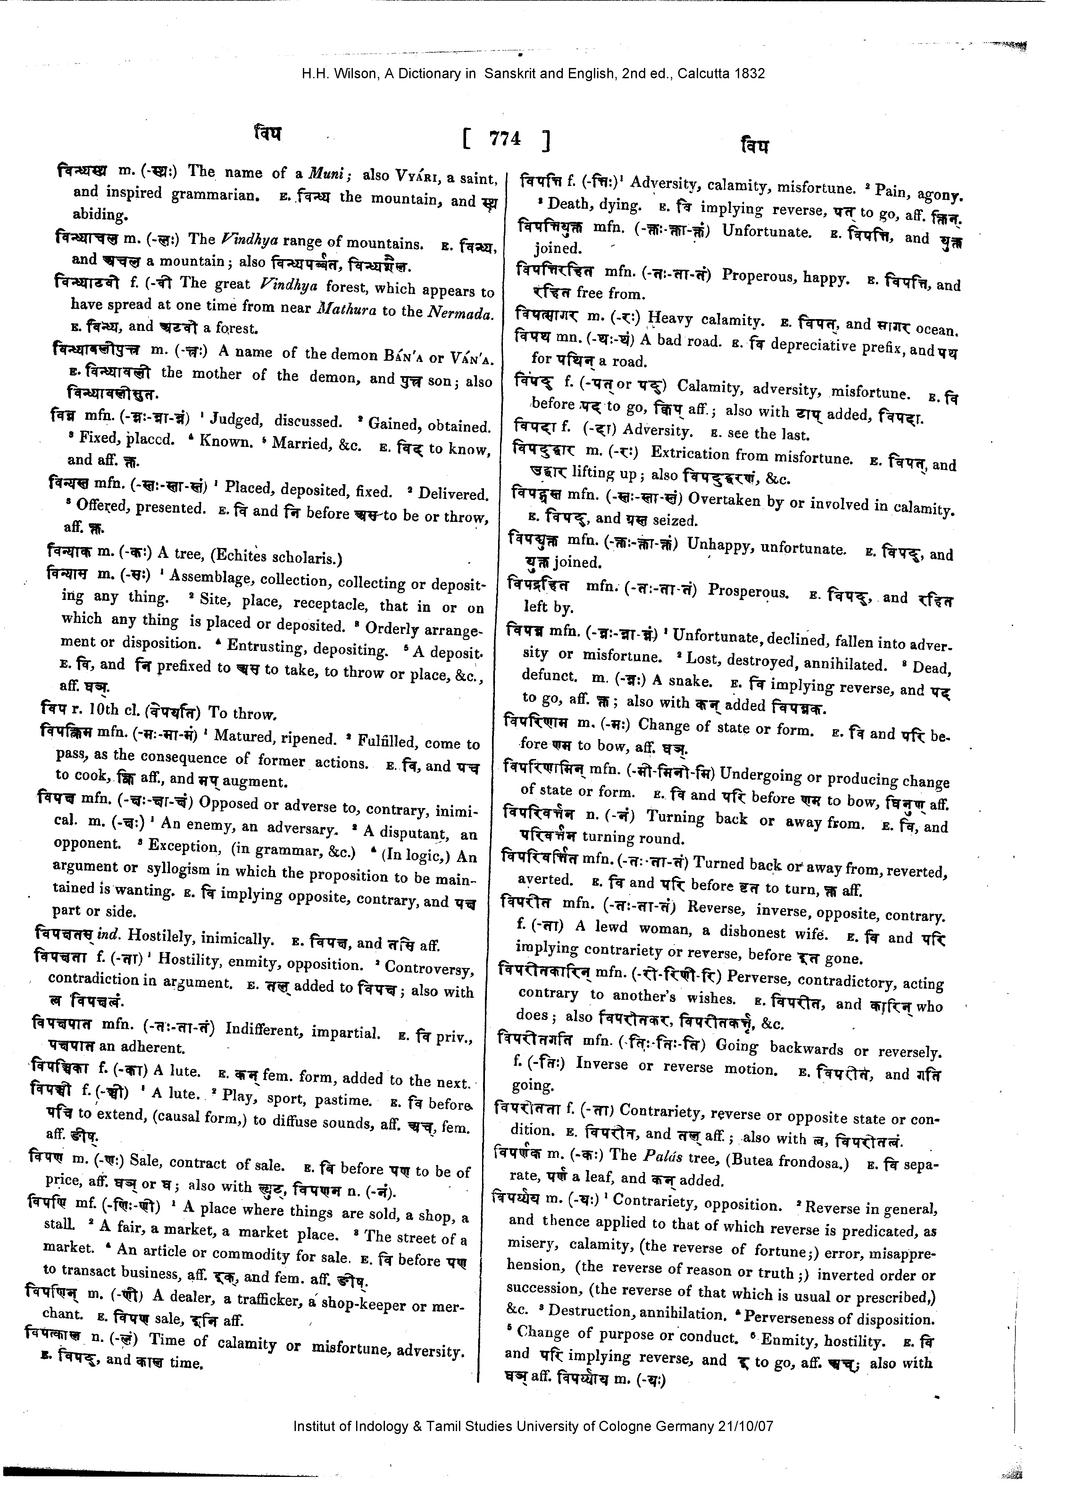 H.H. Wilson, A Dictionary in Sanskrit and English, 2nd ed., Calcutta 1832
विप [ 774 ] विप
विन्ध्यस्थ m. (-स्थः) The name of a Muni; also VYÁRI, a saint,
and inspired grammarian. E. विन्ध्य the mountain, and स्थ
abiding.
विन्ध्याचल m. (-लः) The Vindhya range of mountains. E. विन्ध्य,
and अचल a mountain; also विन्ध्यपर्व्वत, विन्ध्यशैल.
विन्ध्याटवी f. (-वी The great Vindhya forest, which appears to
have spread at one time from near Mathura to the Nermada.
E. विन्ध्य, and अटवी a forest.
विन्ध्यावलीपुत्त्र m. (-त्त्रः) A name of the demon BÁN'A or VÁN'A.
E. विन्ध्यावली the mother of the demon, and पुत्त्र son; also
विन्ध्यावलीसुत.
विन्न mfn. (-न्नः-न्ना-न्नं) ¹ Judged, discussed. ² Gained, obtained.
³ Fixed, placed. ⁴ Known. ⁵ Married, &c. E. विद् to know,
and aff. क्त.
विन्यस्त mfn. (-स्तः-स्ता-स्तं) ¹ Placed, deposited, fixed. ² Delivered.
³ Offered, presented. E. वि and नि before अस to be or throw,
aff. क्त.
विन्याक m. (-कः) A tree, (Echites scholaris.)
विन्यास m. (-सः) ¹ Assemblage, collection, collecting or deposit-
ing any thing. ² Site, place, receptacle, that in or on
which any thing is placed or deposited. ³ Orderly arrange-
ment or disposition. ⁴ Entrusting, depositing. ⁵ A deposit.
E. वि, and नि prefixed to अस to take, to throw or place, &c.,
aff. घञ्.
विप r. 10th cl. (वेपयति) To throw.
विपक्त्रिम mfn. (-मः-मा-मं) ¹ Matured, ripened. ² Fulfilled, come to
pass, as the consequence of former actions. E. वि, and पच
to cook, क्त्रि aff., and मप् augment.
विपक्ष mfn. (-क्षः-क्षा-क्षं) Opposed or adverse to, contrary, inimi-
cal. m. (-क्षः) ¹ An enemy, an adversary. ² A disputant, an
opponent. ³ Exception, (in grammar, &c.) ⁴ (In logic,) An
argument or syllogism in which the proposition to be main-
tained is wanting. E. वि implying opposite, contrary, and पक्ष
part or side.
विपक्षतस् ind. Hostilely, inimically. E. विपक्ष, and तसि aff.
विपक्षता f. (-ता) ¹ Hostility, enmity, opposition. ² Controversy,
contradiction in argument. E. तल् added to विपक्ष; also with
त्व विपक्षत्वं.
विपक्षपात mfn. (-तः-ता-तं) Indifferent, impartial. E. वि priv.,
पक्षपात an adherent.
विपञ्चिका f. (-का) A lute. E. कन् fem. form, added to the next.
विपञ्ची f. (-ञ्ची) ¹ A lute. ² Play, sport, pastime. E. वि before
पचि to extend, (causal form,) to diffuse sounds, aff. अच्, fem.
aff. ङीष्.
विपण m. (-णः) Sale, contract of sale. E. वि before पण to be of
price, aff. घञ् or घ; also with ल्युट्, विपणन n. (-नं).
विपणि mf. (-णिः-णी) ¹ A place where things are sold, a shop, a
stall. ² A fair, a market, a market place. ³ The street of a
market. ⁴ An article or commodity for sale. E. वि before पण
to transact business, aff. इक्, and fem. aff. ङीष्.
विपणिन् m. (-णी) A dealer, a trafficker, a shop-keeper or mer-
chant. E. विपण sale, इनि aff.
विपत्काल n. (-लं) Time of calamity or misfortune, adversity.
E. विपद्, and काल time.
विपत्ति f. (-त्तिः) ¹ Adversity, calamity, misfortune. ² Pain, agony.
³ Death, dying. E. वि implying reverse, पत् to go, aff. क्तिन्.
विपत्तियुक्त mfn. (-क्तः-क्ता-क्तं) Unfortunate. E. विपत्ति, and युक्त
joined.
विपत्तिरहित mfn. (-तः-ता-तं) Properous, happy. E. विपत्ति, and
रहित free from.
विपत्सागर m. (-रः) Heavy calamity. E. विपत्, and सागर ocean.
विपथ mn. (-थः-थं) A bad road. E. वि depreciative prefix, and पथ
for पथिन् a road.
विपद् f. (-पत् or पद्) Calamity, adversity, misfortune. E. वि
before पद् to go, क्विप् aff.; also with टाप् added, विपदा.
विपदा f. (-दा) Adversity. E. see the last.
विपदुद्धार m. (-रः) Extrication from misfortune. E. विपत्, and
उद्धार lifting up; also विपदुद्धरणं, &c.
विपद्ग्रस्त mfn. (-स्तः-स्ता-स्तं) Overtaken by or involved in calamity.
E. विपद्, and ग्रस्त seized.
विपद्युक्त mfn. (-क्तः-क्ता-क्तं) Unhappy, unfortunate. E. विपद्, and
युक्त joined.
विपद्रहित mfn. (-तः-ता-तं) Prosperous. E. विपद्, and रहित
left by.
विपन्न mfn. (-न्नः-न्ना-न्नं) ¹ Unfortunate, declined, fallen into adver-
sity or misfortune. ² Lost, destroyed, annihilated. ³ Dead,
defunct. m. (-न्नः) A snake. E. वि implying reverse, and पद्
to go, aff. क्त; also with कन् added विपन्नक.
विपरिणाम m. (-मः) Change of state or form. E. वि and परि be-
fore णम to bow, aff. घञ्.
विपरिणामिन् mfn. (-मी-मिनी-मि) Undergoing or producing change
of state or form. E. वि and परि before णम to bow, घिनुण् aff.
विपरिवर्त्तन n. (-नं) Turning back or away from. E. वि, and
परिवर्त्तन turning round.
विपरिवर्त्तित mfn. (-तः-ता-तं) Turned back or away from, reverted,
averted. E. वि and परि before वृत to turn, क्त aff.
विपरीत mfn. (-तः-ता-तं) Reverse, inverse, opposite, contrary.
f. (-ता) A lewd woman, a dishonest wife. E. वि and परि
implying contrariety or reverse, before इत gone.
विपरीतकारिन् mfn. (-री-रिणी-रि) Perverse, contradictory, acting
contrary to another's wishes. E. विपरीत, and कारिन् who
does; also विपरीतकर, विपरीतकर्त्तृ, &c.
विपरीतगति mfn. (-तिः-तिः-ति) Going backwards or reversely.
f. (-तिः) Inverse or reverse motion. E. विपरीत, and गति
going.
विपरीतता f. (-ता) Contrariety, reverse or opposite state or con-
dition. E. विपरीत, and तल् aff.; also with त्व, विपरीतत्वं.
विपर्णक m. (-कः) The Palás tree, (Butea frondosa.) E. वि sepa-
rate, पर्ण a leaf, and कन् added.
विपर्य्यय m. (-यः) ¹ Contrariety, opposition. ² Reverse in general,
and thence applied to that of which reverse is predicated, as
misery, calamity, (the reverse of fortune;) error, misappre-
hension, (the reverse of reason or truth;) inverted order or
succession, (the reverse of that which is usual or prescribed,)
&c. ³ Destruction, annihilation. ⁴ Perverseness of disposition.
⁵ Change of purpose or conduct. ⁶ Enmity, hostility. E. वि
and परि implying reverse, and इ to go, aff. अच्; also with
घञ् aff. विपर्य्याय m. (-यः)
Institut of Indology & Tamil Studies University of Cologne Germany 21/10/07